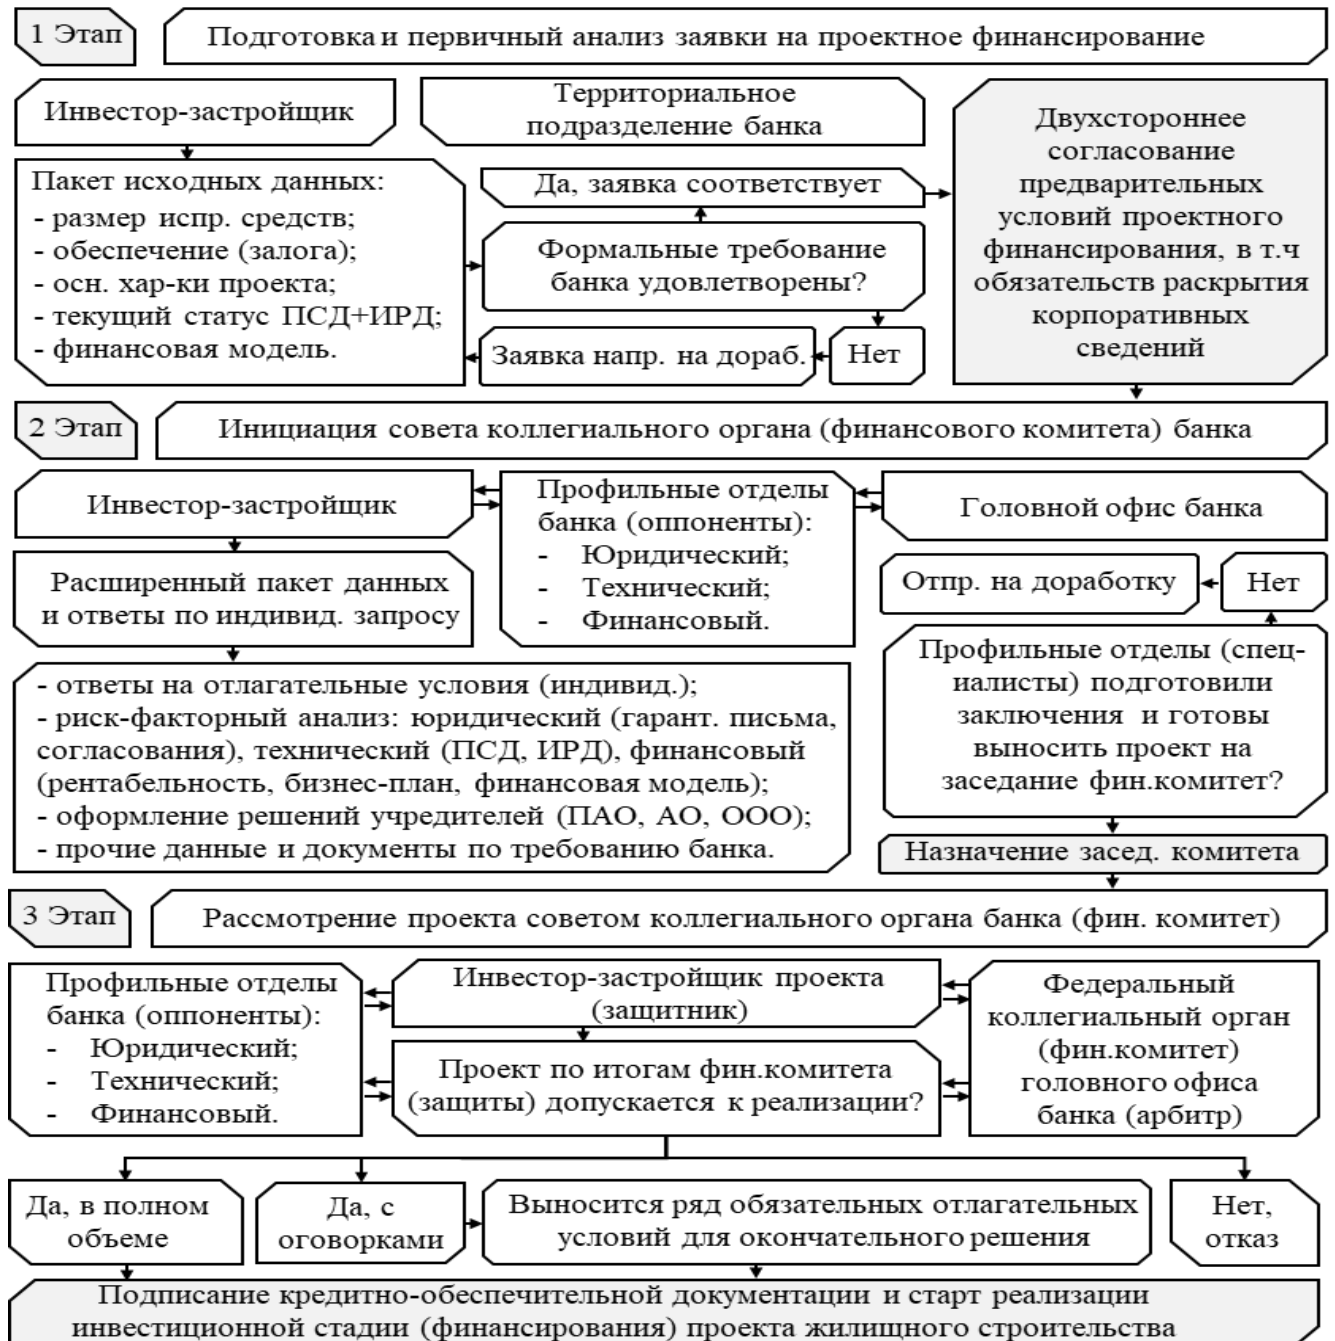 1 Этап
Подготовка и первичный анализ заявки на проектное финансирование
Инвестор-застройщик
Территориальное
подразделение банка
Двухстороннее
согласование
предварительных
условий проектного
финансирования, в т.ч
обязательств раскрытия
корпоративных
сведений
Пакет исходных данных:
- размер испр. средств;
- обеспечение (залога);
- осн. хар-ки проекта;
- текущий статус ПСД+ИРД;
- финансовая модель.
Да, заявка соответствует
Формальные требование
банка удовлетворены?
Заявка напр. на дораб.
Нет
2 Этап
Инициация совета коллегиального органа (финансового комитета) банка
Инвестор-застройщик
Профильные отделы
банка (оппоненты):
- Юридический;
- Технический;
- Финансовый.
Головной офис банка
Расширенный пакет данных
и ответы по индивид. запросу
Отпр. на доработку
Нет
Профильные отделы (спец-
иалисты) подготовили
заключения и готовы
выносить проект на
заседание фин.комитет?
- ответы на отлагательные условия (индивид.);
- риск-факторный анализ: юридический (гарант. письма,
согласования), технический (ПСД, ИРД), финансовый
(рентабельность, бизнес-план, финансовая модель);
- оформление решений учредителей (ПАО, АО, ООО);
- прочие данные и документы по требованию банка.
Назначение засед. комитета
3 Этап
Рассмотрение проекта советом коллегиального органа банка (фин. комитет)
Профильные отделы
банка (оппоненты):
- Юридический;
- Технический;
- Финансовый.
Инвестор-застройщик проекта
(защитник)
Проект по итогам фин.комитета
(защиты) допускается к реализации?
Федеральный
коллегиальный орган
(фин.комитет)
головного офиса
банка (арбитр)
Да, в полном
объеме
Да, с
оговорками
Выносится ряд обязательных отлагательных
условий для окончательного решения
Нет,
отказ
Подписание кредитно-обеспечительной документации и старт реализации
инвестиционной стадии (финансирования) проекта жилищного строительства